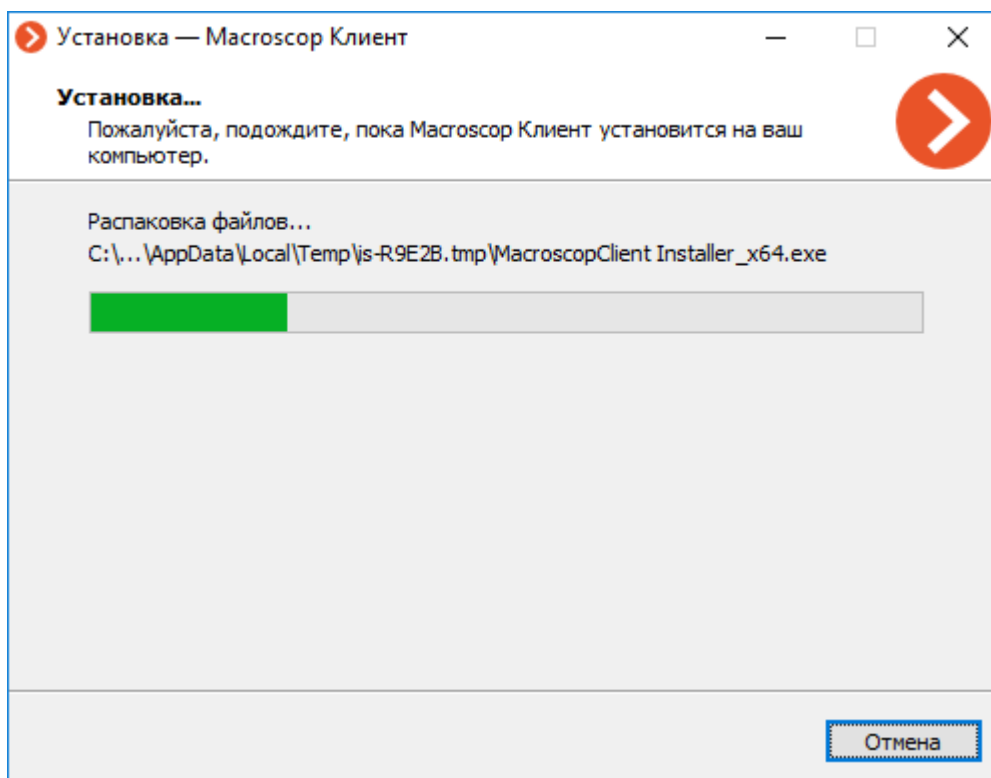 Установка — Macroscop Клиент
Установка...
Пожалуйста, подождите, пока Macroscop Клиент установится на ваш
компьютер.
Распаковка файлов...
C:\...\AppData\Local\Temp\is-R9E2B.tmp\MacroscopClient Installer_x64.exe
Отмена